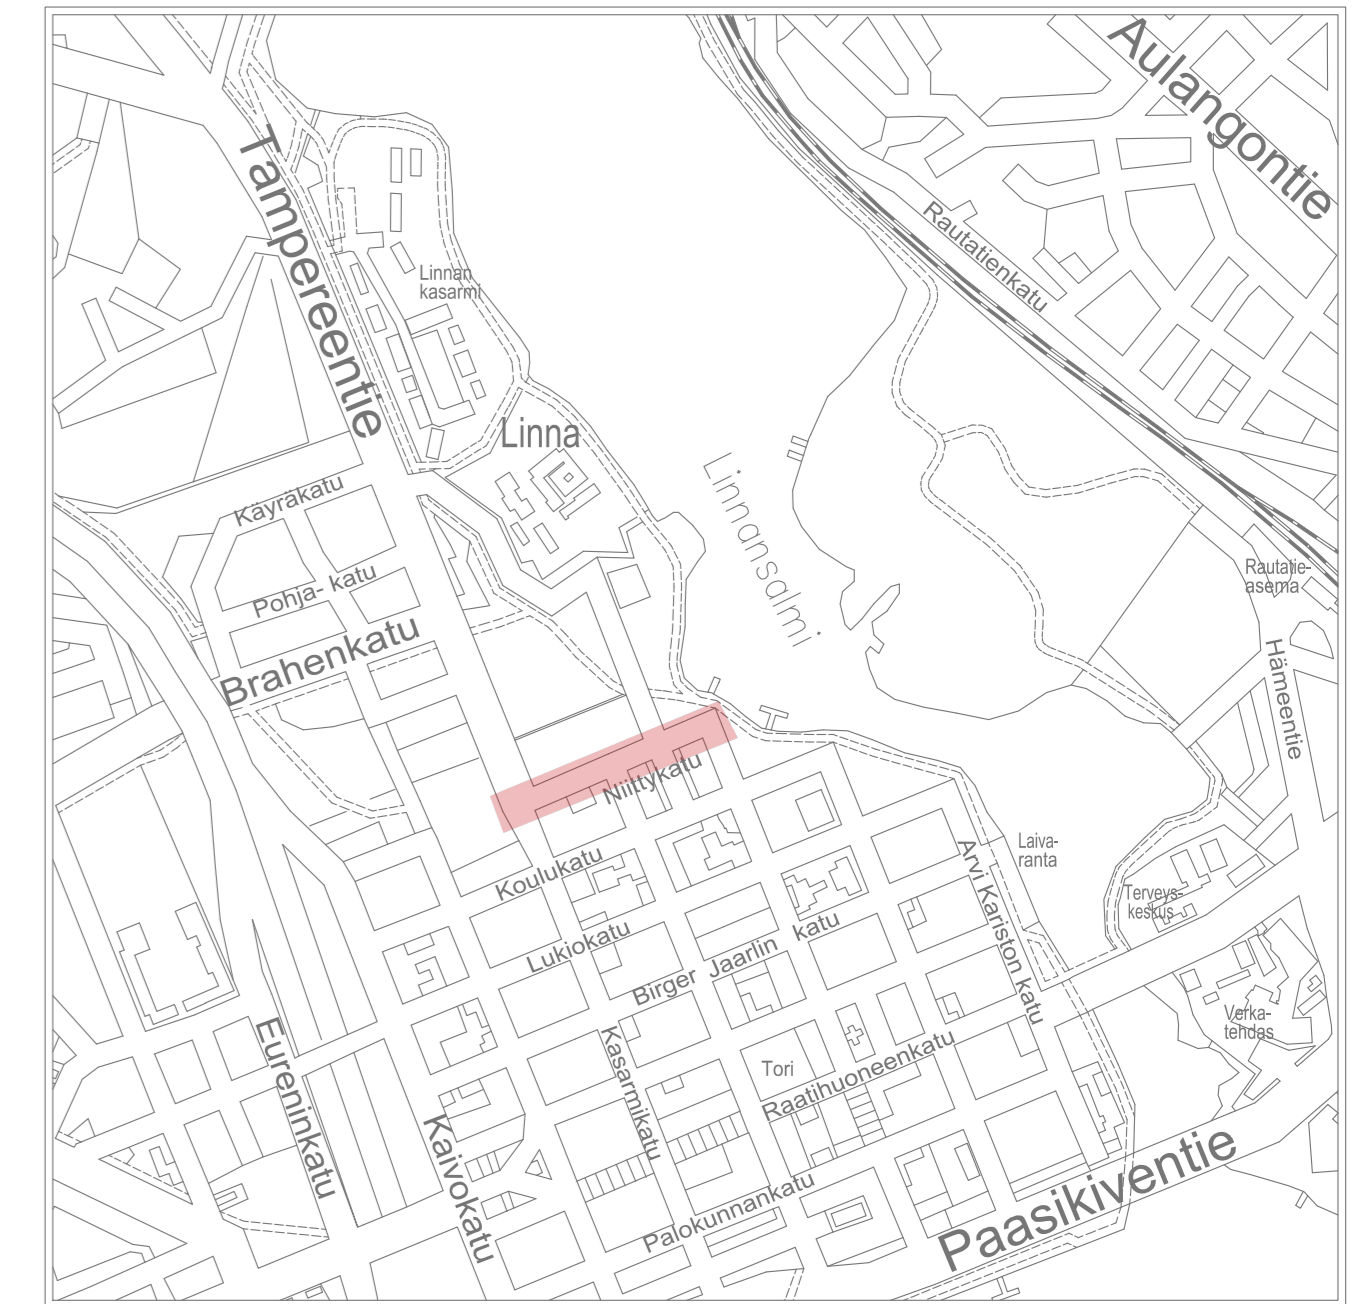 Aulangontie
Tampereentie
Rautatienkatu
Linnan
kasarmi
Linna
Linnansalmi
Käyräkatu
Pohja- katu
Brahenkatu
Rautatie-
asema
Hämeentie
Niittykatu
Koulukatu
Laiva-
ranta
Arvi Kariston katu
Terveys-
keskus
Lukiokatu
Birger Jaarlin katu
Verka-
tehdas
Eureninkatu
Kasarmikatu
Tori
Raatihuoneenkatu
Kaivokatu
Palokunnankatu
Paasikiventie